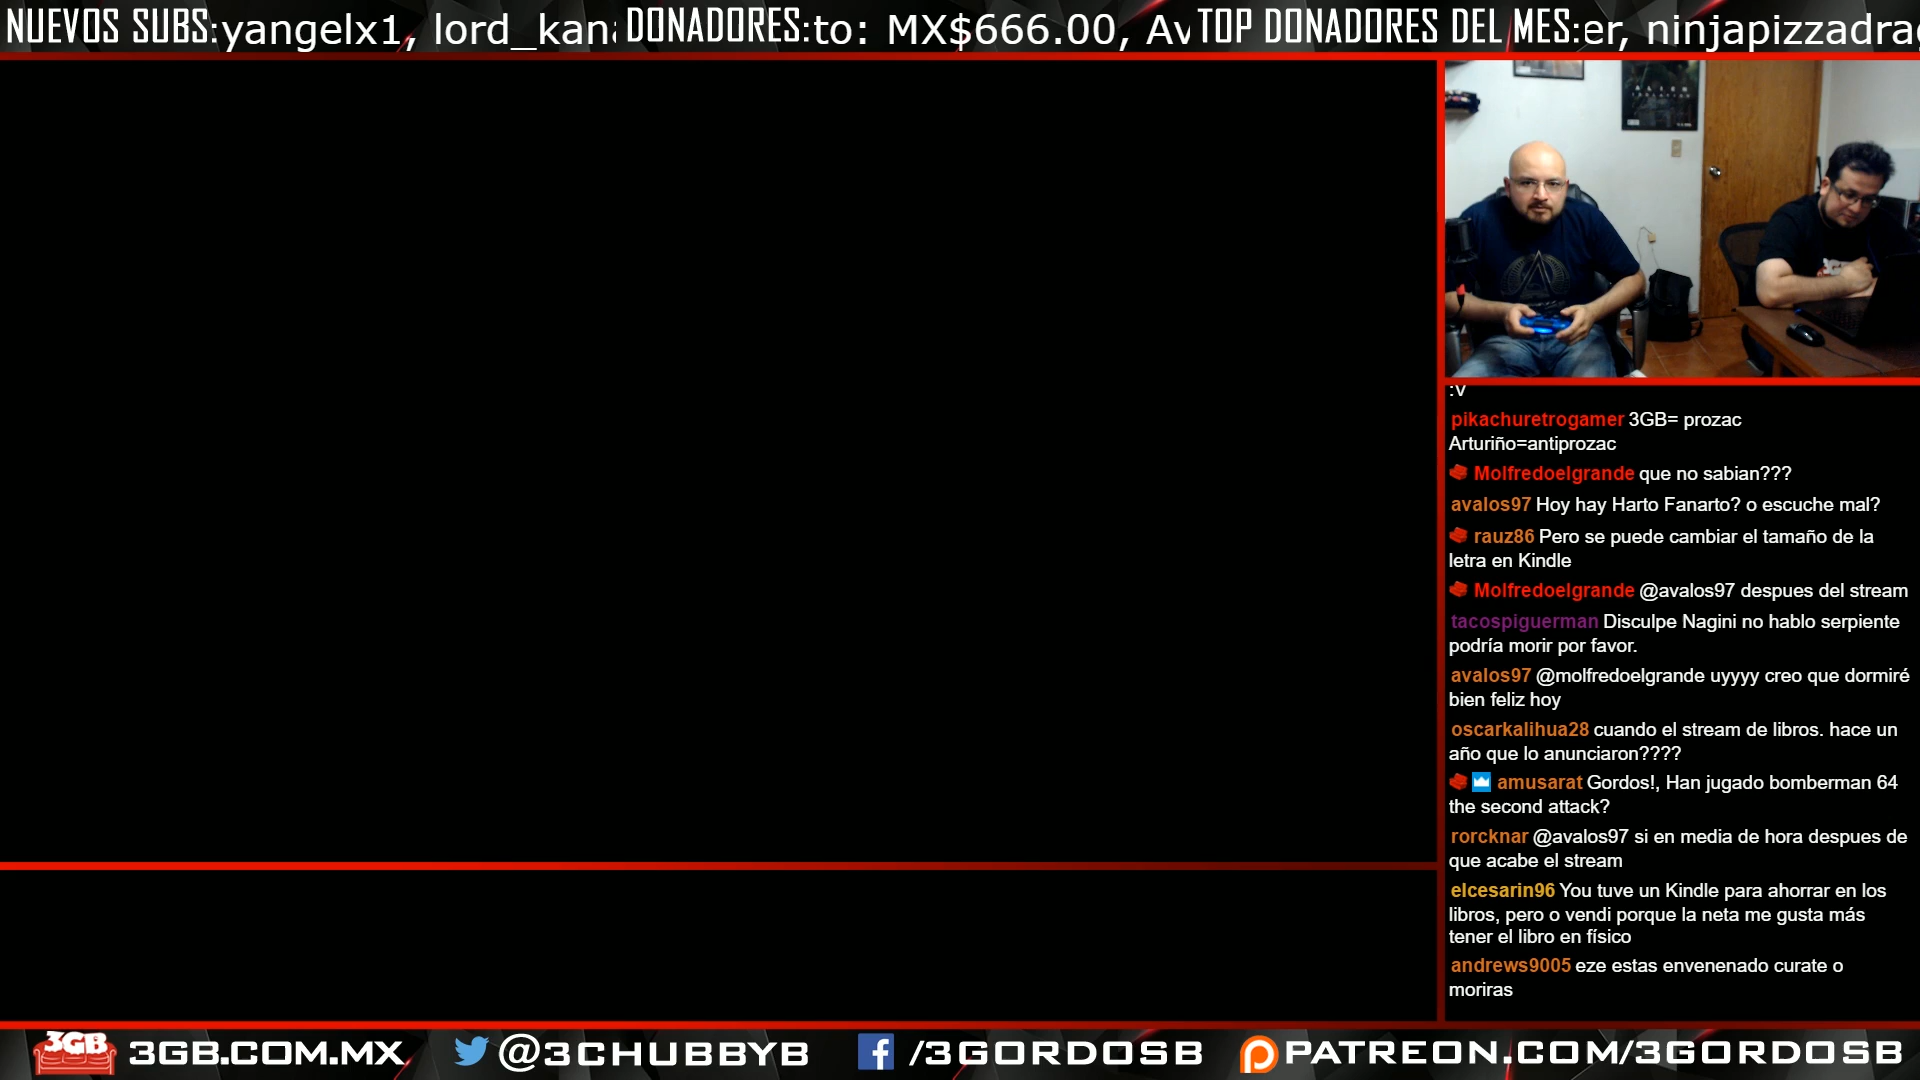 NUEVOS SUBS: yangelx1, lord_kan DONADORES: to: MX$666.00, Av TOP DONADORES DEL MES: er, ninjapizzadrag
ALIEN
:v
pikachuretrogamer 3GB= prozac
Arturiño=antiprozac
Molfredoelgrande que no sabian???
avalos97 Hoy hay Harto Fanarto? o escuche mal?
rauz86 Pero se puede cambiar el tamaño de la
letra en Kindle
Molfredoelgrande @avalos97 despues del stream
tacospiguerman Disculpe Nagini no hablo serpiente
podría morir por favor.
avalos97 @molfredoelgrande uyyyy creo que dormiré
bien feliz hoy
oscarkalihua28 cuando el stream de libros. hace un
año que lo anunciaron????
amusarat Gordos!, Han jugado bomberman 64
the second attack?
rorcknar @avalos97 si en media de hora despues de
que acabe el stream
elcesarin96 You tuve un Kindle para ahorrar en los
libros, pero o vendi porque la neta me gusta más
tener el libro en físico
andrews9005 eze estas envenenado curate o
moriras
3GB 3GB.COM.MX @3CHUBBYB /3GORDOSB PATREON.COM/3GORDOSB